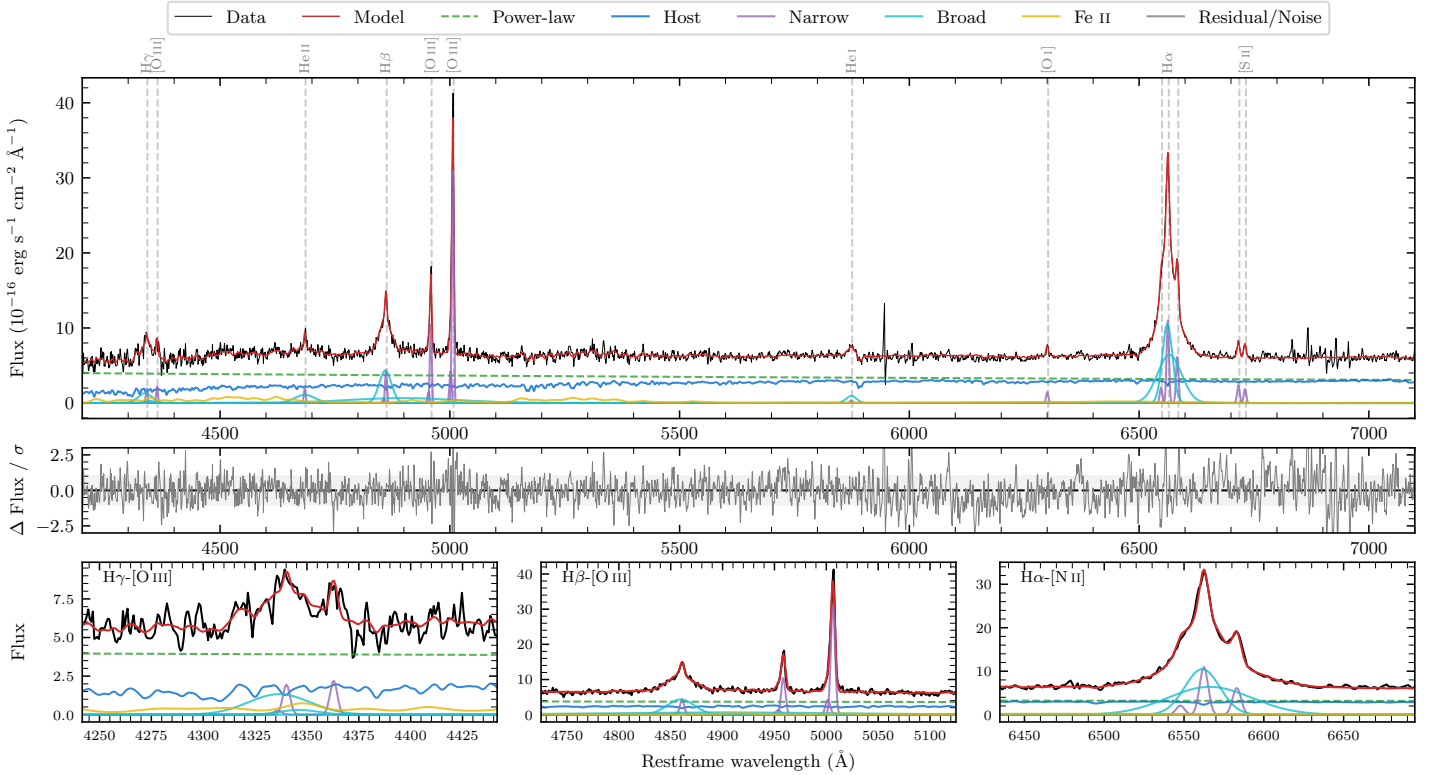 Data Model Power-law Host Narrow Broad Fe II Residual/Noise
Hγ [O III] He II Hβ [O III] [O III] He I [O I] Hα [S II]
Flux (10⁻¹⁶ erg s⁻¹ cm⁻² Å⁻¹)
40
30
20
10
0
4500 5000 5500 6000 6500 7000
Δ Flux / σ
2.5
0.0
−2.5
4500 5000 5500 6000 6500 7000
Flux
Hγ-[O III]
7.5
5.0
2.5
0.0
4250 4275 4300 4325 4350 4375 4400 4425
Hβ-[O III]
40
20
0
4750 4800 4850 4900 4950 5000 5050 5100
Hα-[N II]
30
20
10
0
6450 6500 6550 6600 6650
Restframe wavelength (Å)